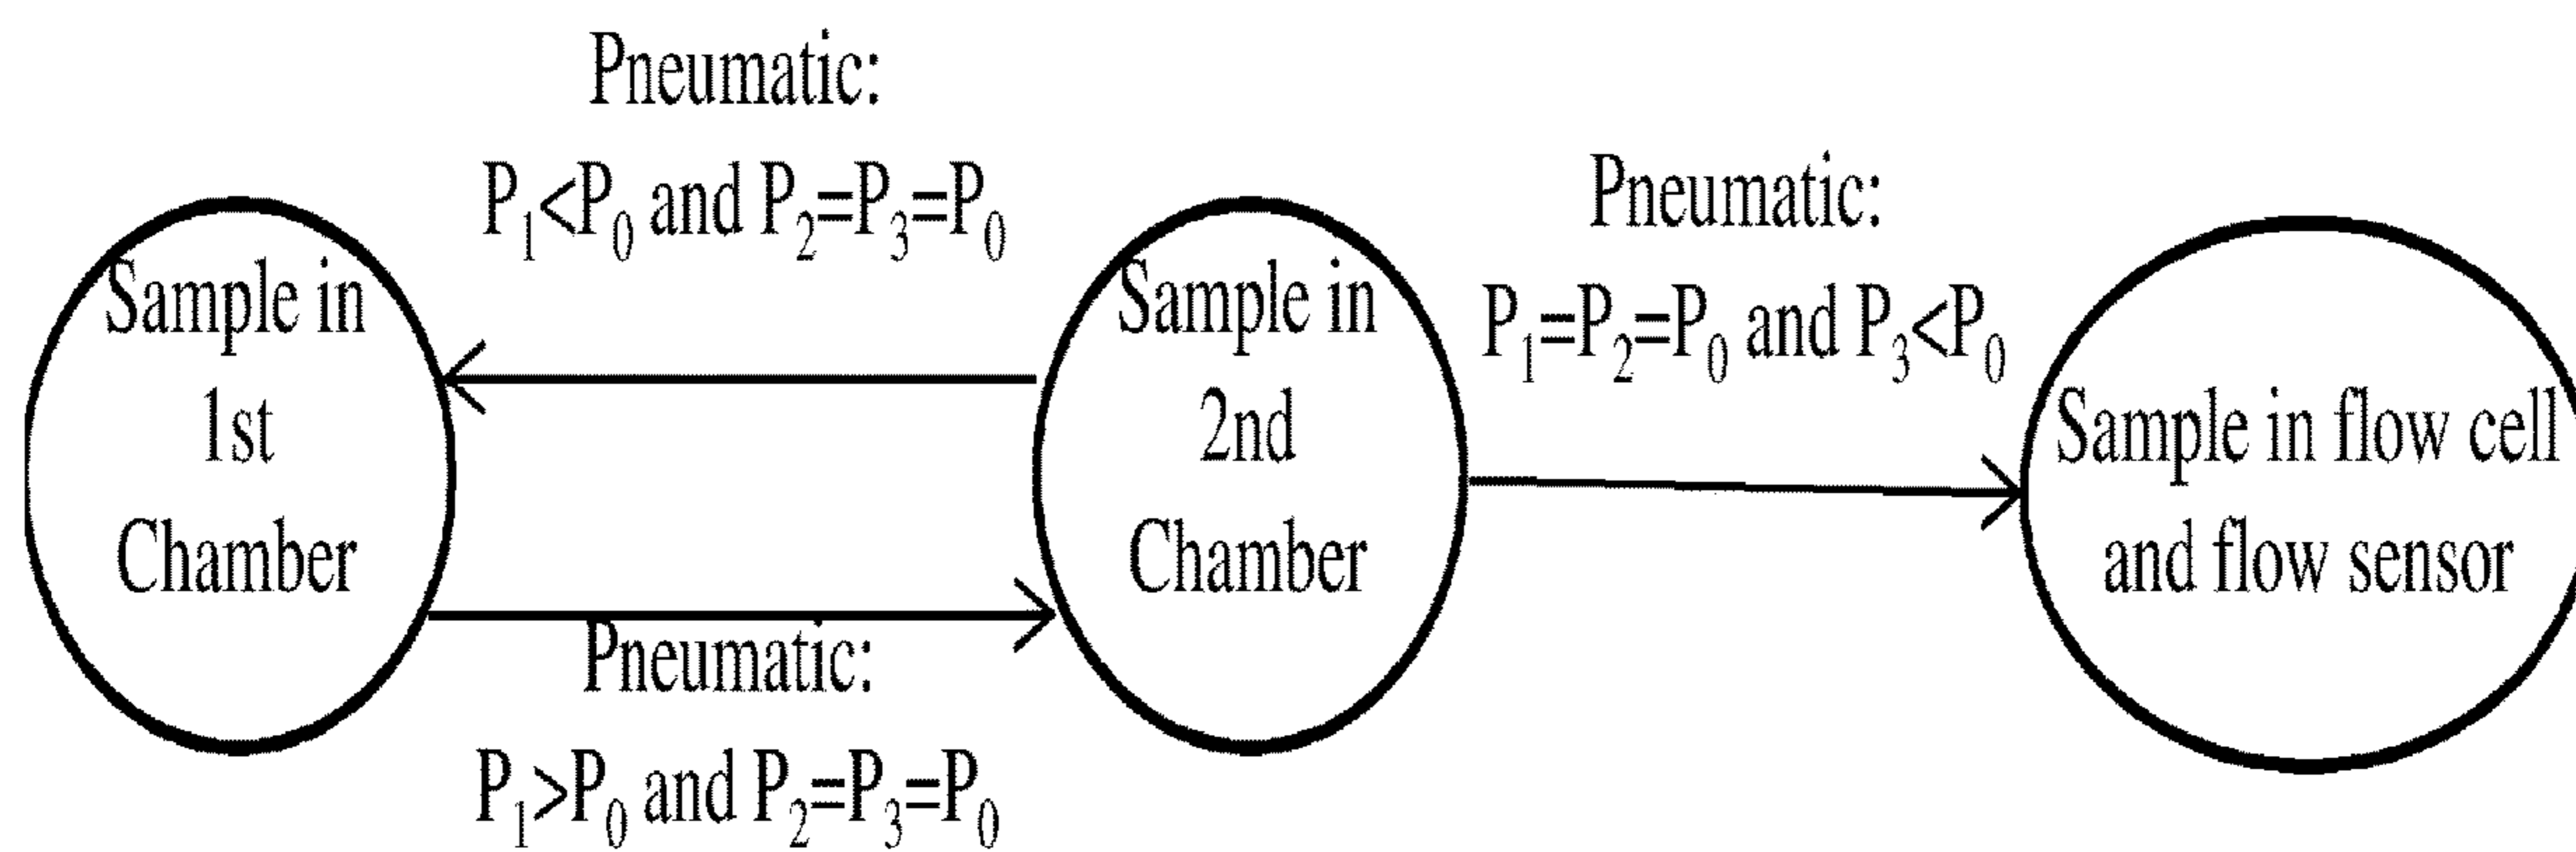 Pneumatic:
P₁<P₀ and P₂=P₃=P₀
Pneumatic:
P₁=P₂=P₀ and P₃<P₀
Sample in
1st
Chamber
Sample in
2nd
Chamber
Sample in flow cell
and flow sensor
Pneumatic:
P₁>P₀ and P₂=P₃=P₀